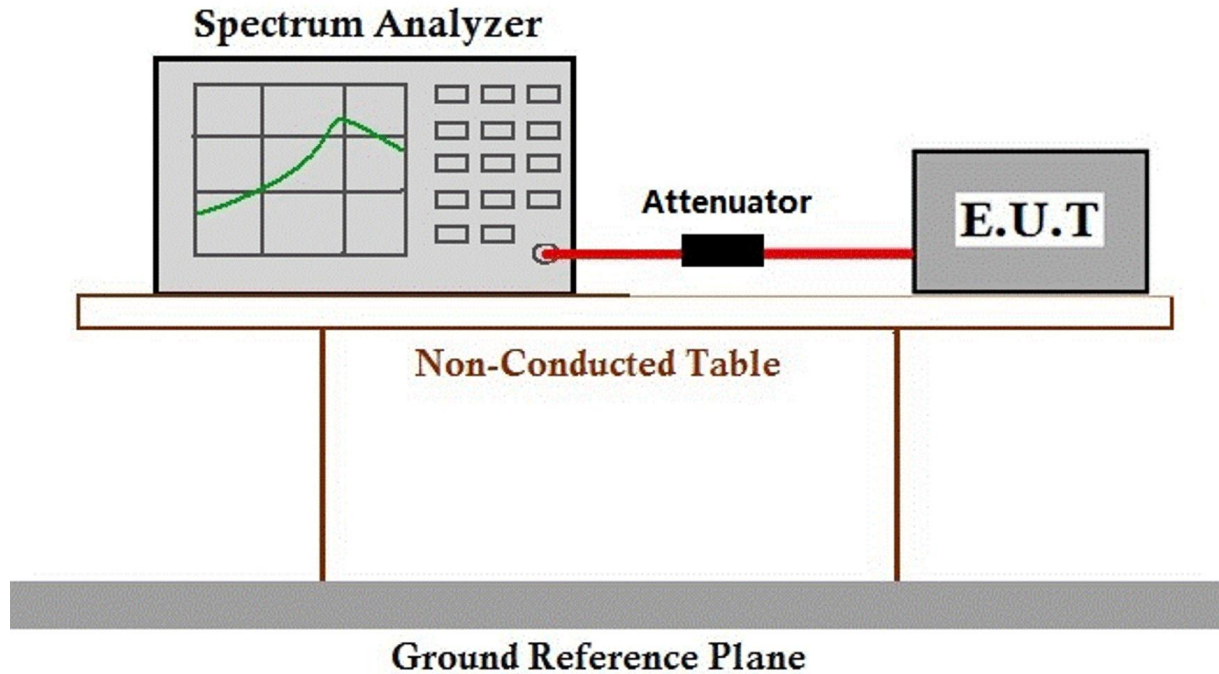 Spectrum Analyzer
Attenuator
E.U.T
Non-Conducted Table
Ground Reference Plane